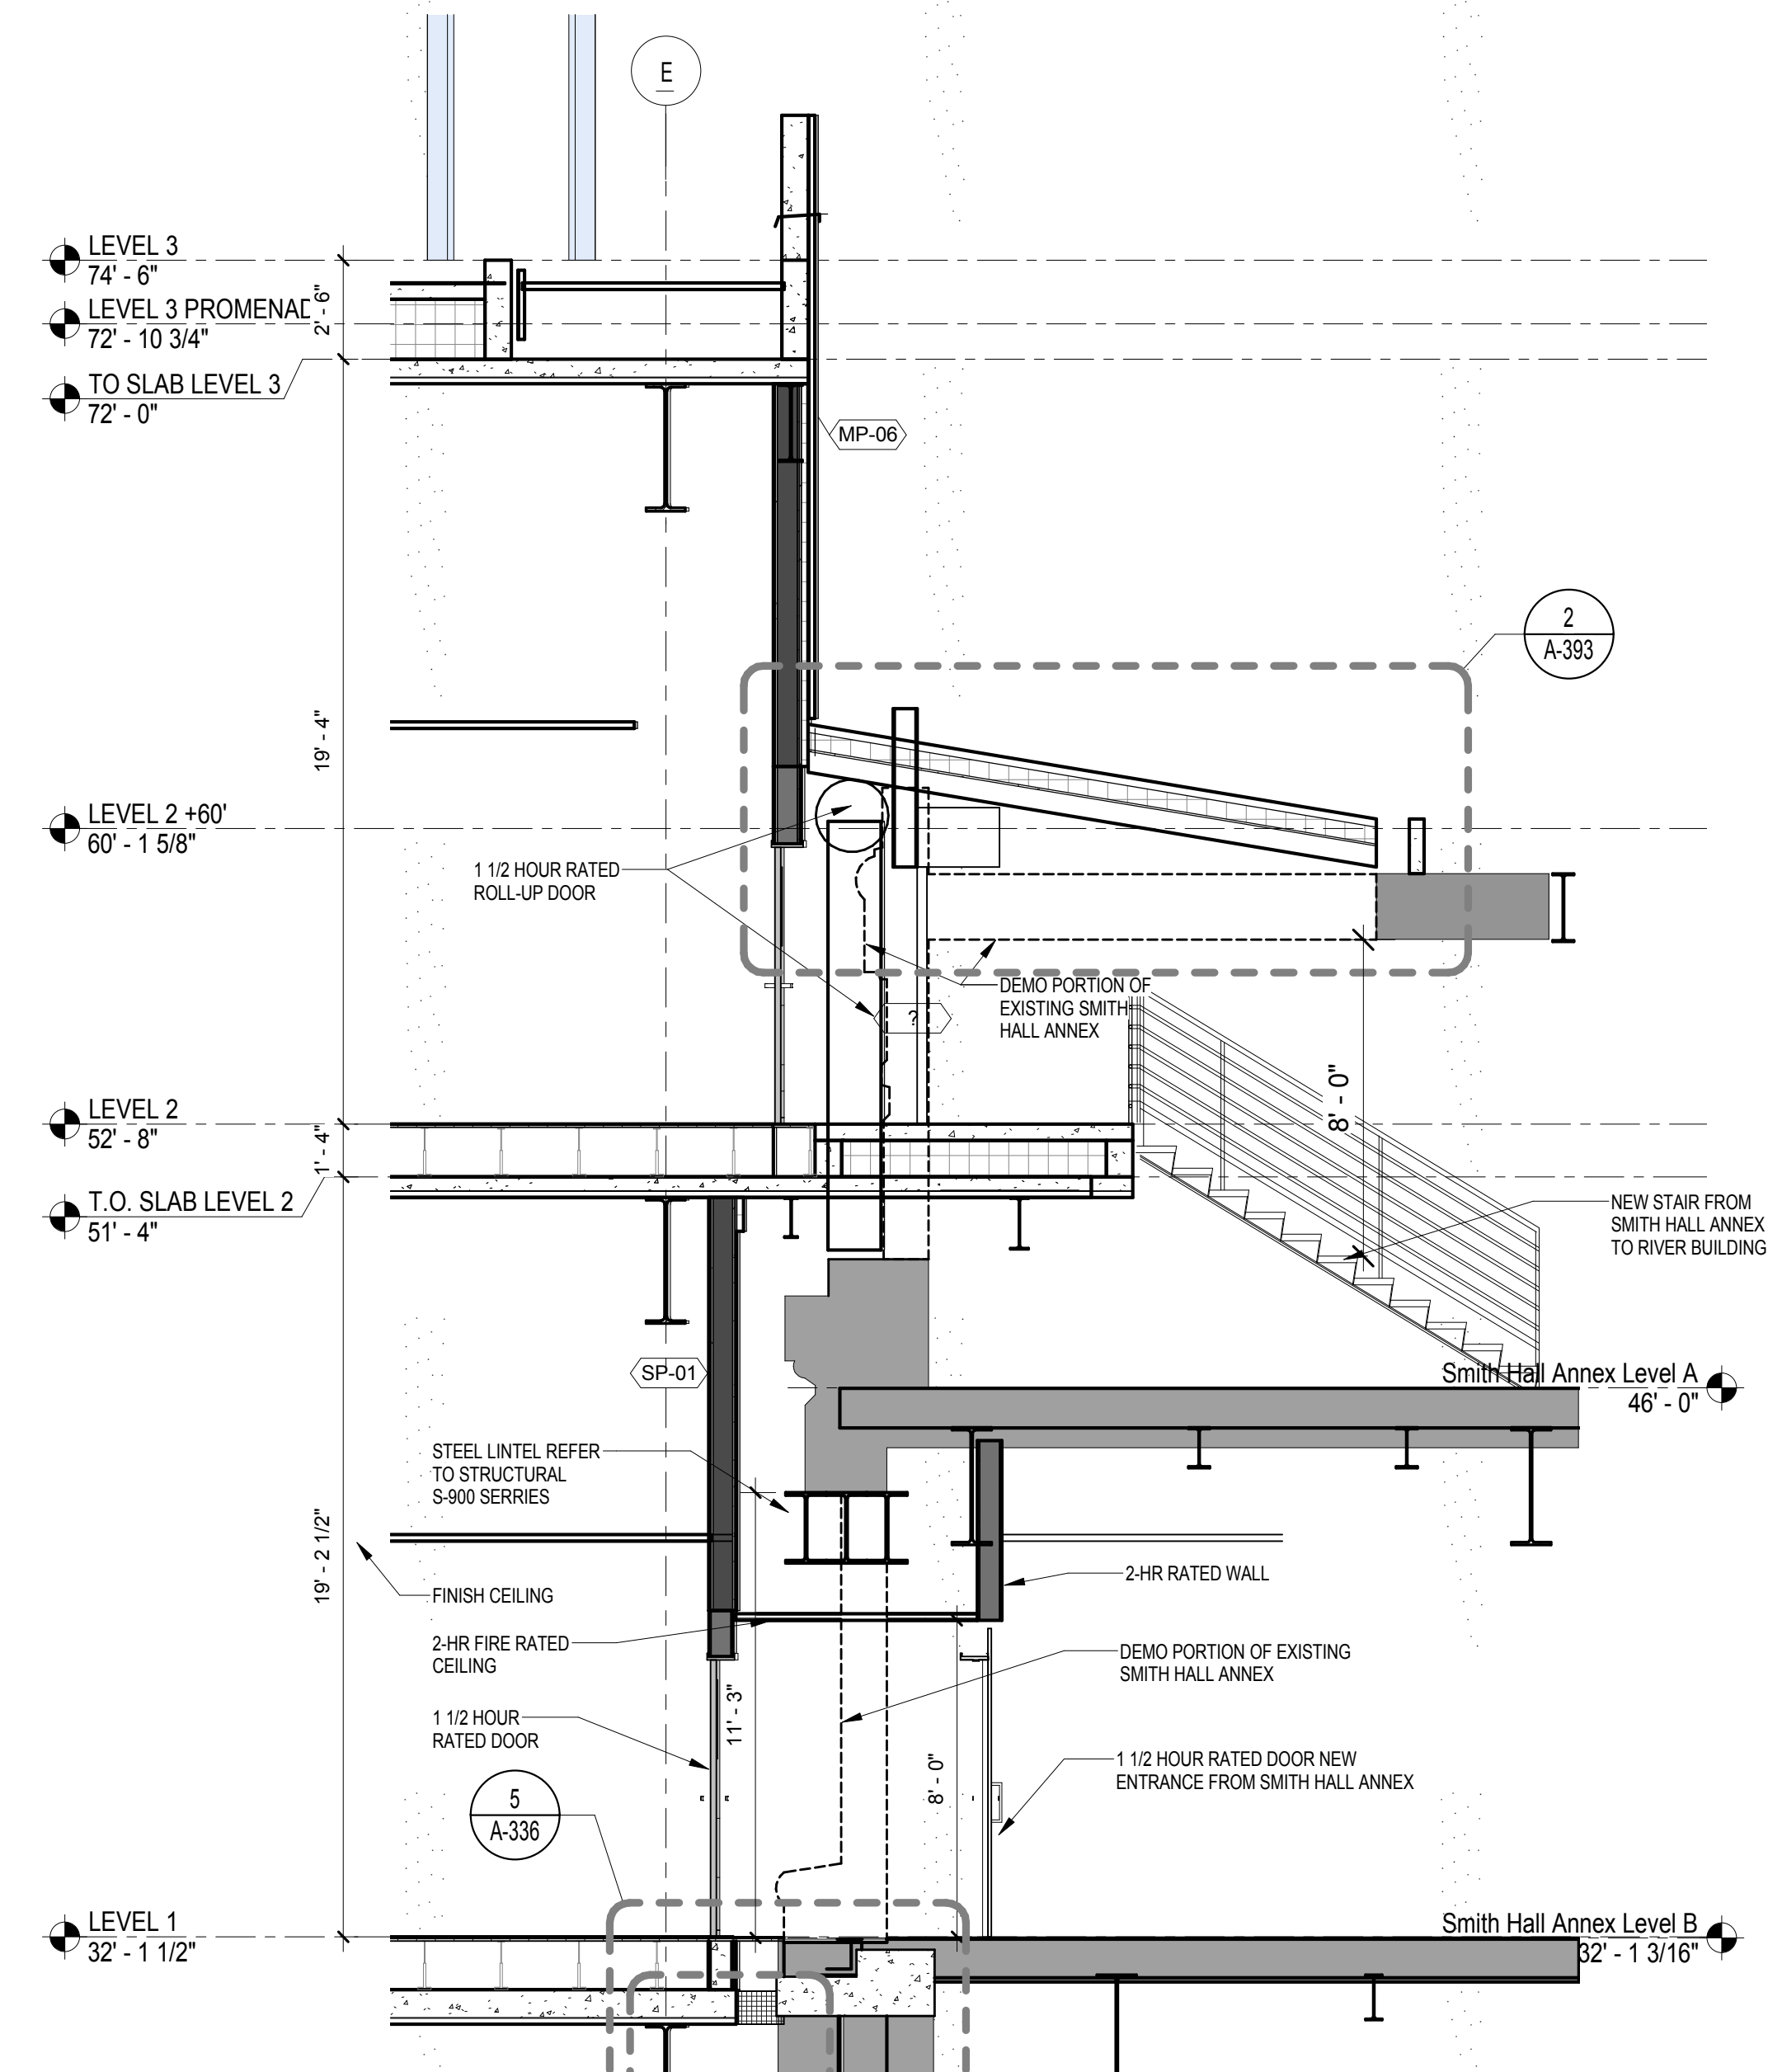 E
LEVEL 3
74' - 6"
LEVEL 3 PROMENAD
72' - 10 3/4"
2' - 6"
TO SLAB LEVEL 3
72' - 0"
MP-06
2
A-393
19' - 4"
LEVEL 2 +60'
60' - 1 5/8"
1 1/2 HOUR RATED
ROLL-UP DOOR
DEMO PORTION OF
EXISTING SMITH
HALL ANNEX
?
8' - 0"
LEVEL 2
52' - 8"
1' - 4"
T.O. SLAB LEVEL 2
51' - 4"
NEW STAIR FROM
SMITH HALL ANNEX
TO RIVER BUILDING
SP-01
Smith Hall Annex Level A
46' - 0"
STEEL LINTEL REFER
TO STRUCTURAL
S-900 SERRIES
19' - 2 1/2"
FINISH CEILING
2-HR RATED WALL
2-HR FIRE RATED
CEILING
DEMO PORTION OF EXISTING
SMITH HALL ANNEX
11' - 3"
1 1/2 HOUR
RATED DOOR
8' - 0"
1 1/2 HOUR RATED DOOR NEW
ENTRANCE FROM SMITH HALL ANNEX
5
A-336
LEVEL 1
32' - 1 1/2"
Smith Hall Annex Level B
32' - 1 3/16"